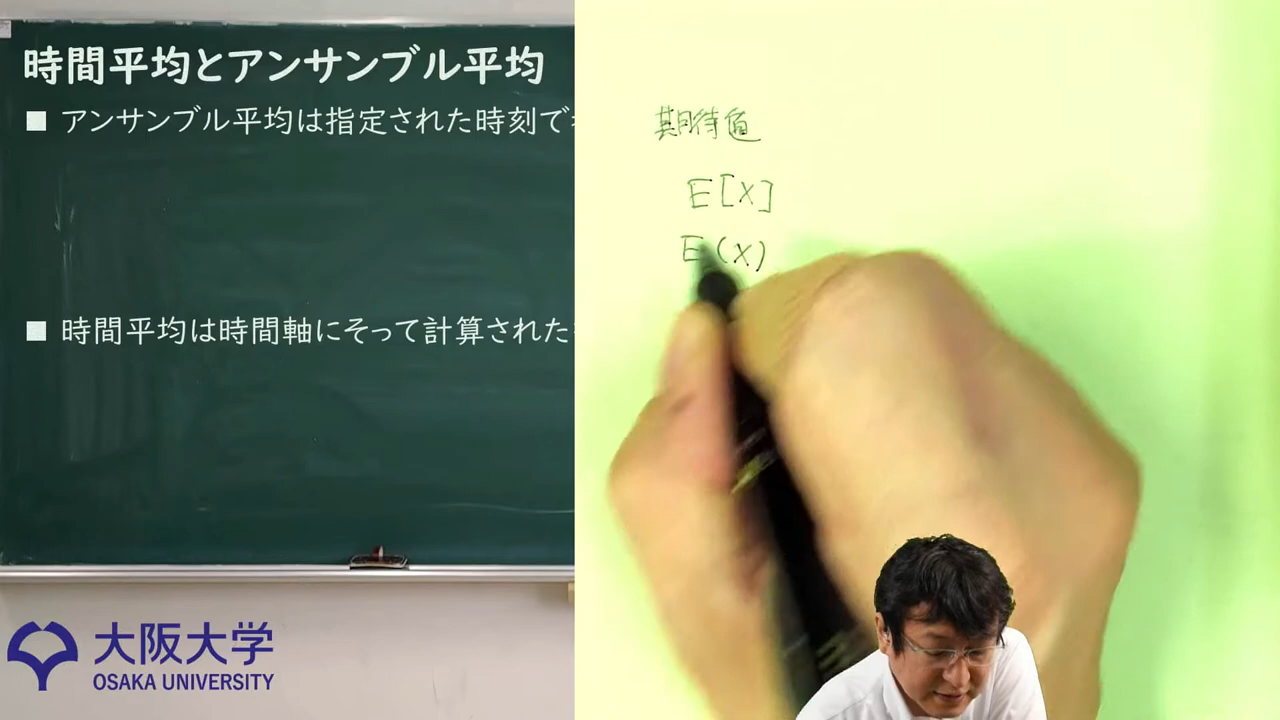 時間平均とアンサンブル平均
■ アンサンブル平均は指定された時刻で
■ 時間平均は時間軸にそって計算された
大阪大学
OSAKA UNIVERSITY
期待値
E[X]
E(X)